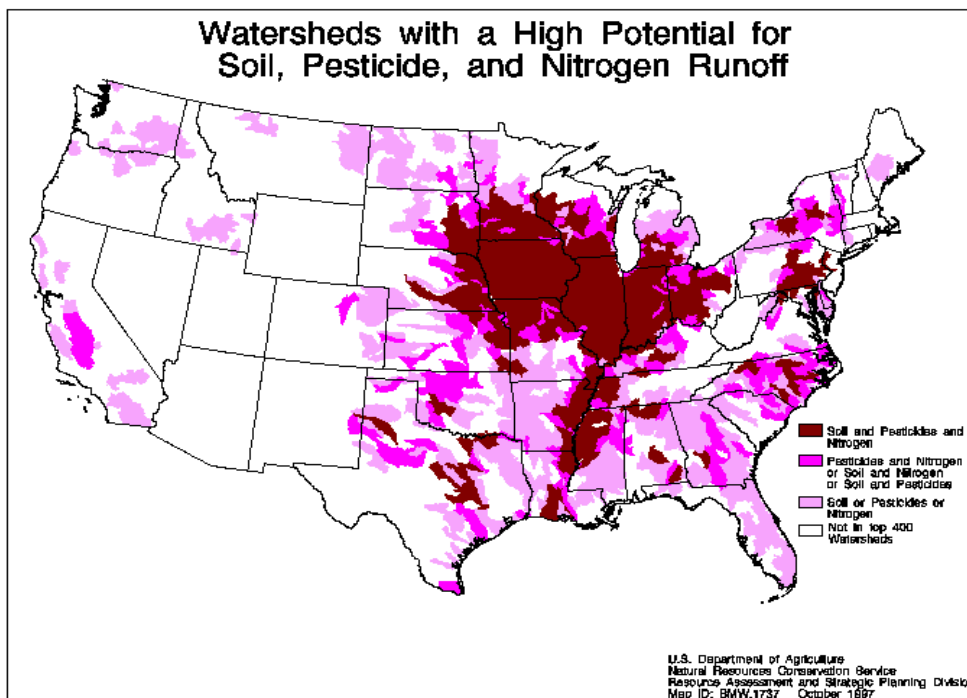 Watersheds with a High Potential for
Soil, Pesticide, and Nitrogen Runoff
Soil and Pesticides and
Nitrogen
Pesticides and Nitrogen
or Soil and Nitrogen
or Soil and Pesticides
Soil or Pesticides or
Nitrogen
Not in top 400
Watersheds
U.S. Department of Agriculture
Natural Resources Conservation Service
Resource Assessment and Strategic Planning Divisio
Map ID: SMW.1737 October 1997